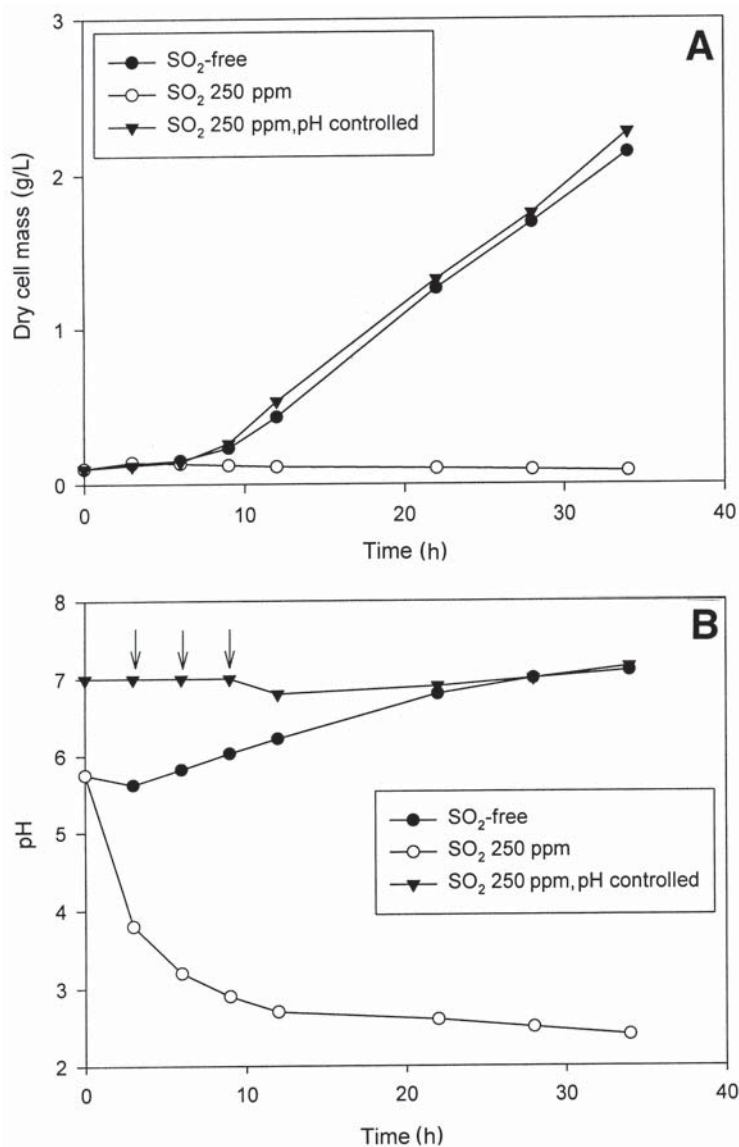 A
SO₂-free
SO₂ 250 ppm
SO₂ 250 ppm,pH controlled
3
2
1
0
Dry cell mass (g/L)
0 10 20 30 40
Time (h)
B
8
7
6
5
4
3
2
pH
SO₂-free
SO₂ 250 ppm
SO₂ 250 ppm,pH controlled
0 10 20 30 40
Time (h)